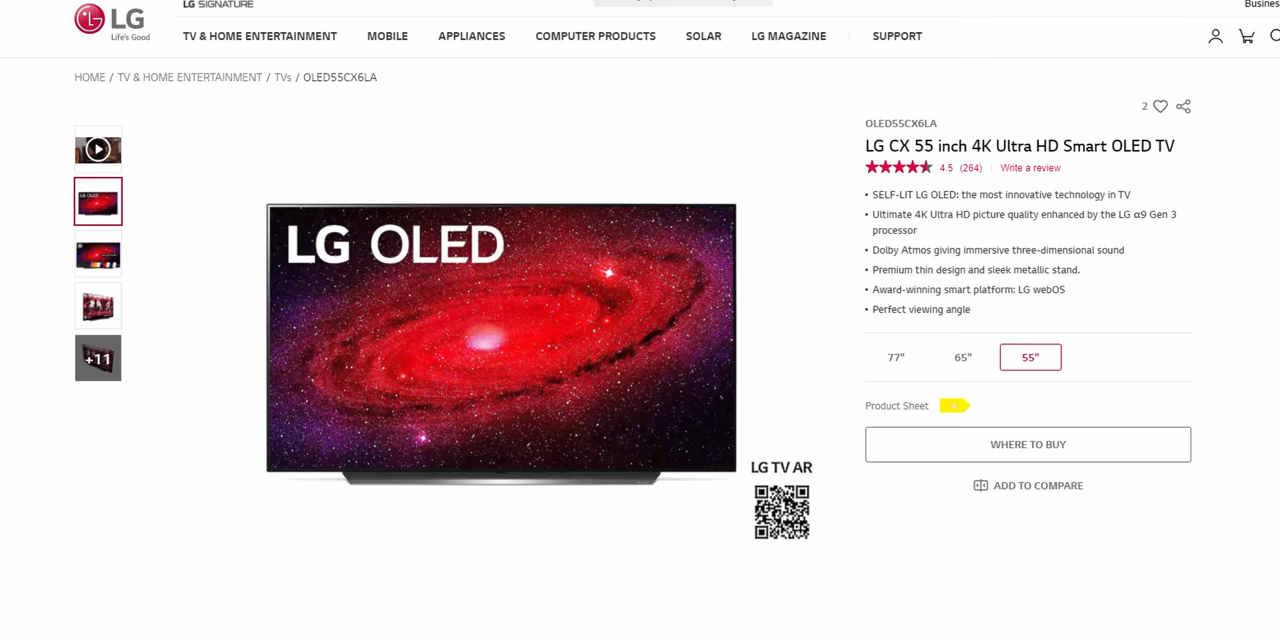 LG SIGNATURE
Busines
LG
Life's Good
TV & HOME ENTERTAINMENT MOBILE APPLIANCES COMPUTER PRODUCTS SOLAR LG MAGAZINE SUPPORT
HOME / TV & HOME ENTERTAINMENT / TVs / OLED55CX6LA
LG OLED
+11
LG OLED
LG TV AR
2
OLED55CX6LA
LG CX 55 inch 4K Ultra HD Smart OLED TV
4.5 (264) Write a review
• SELF-LIT LG OLED: the most innovative technology in TV
• Ultimate 4K Ultra HD picture quality enhanced by the LG α9 Gen 3
processor
• Dolby Atmos giving immersive three-dimensional sound
• Premium thin design and sleek metallic stand.
• Award-winning smart platform: LG webOS
• Perfect viewing angle
77" 65" 55"
Product Sheet A
WHERE TO BUY
ADD TO COMPARE